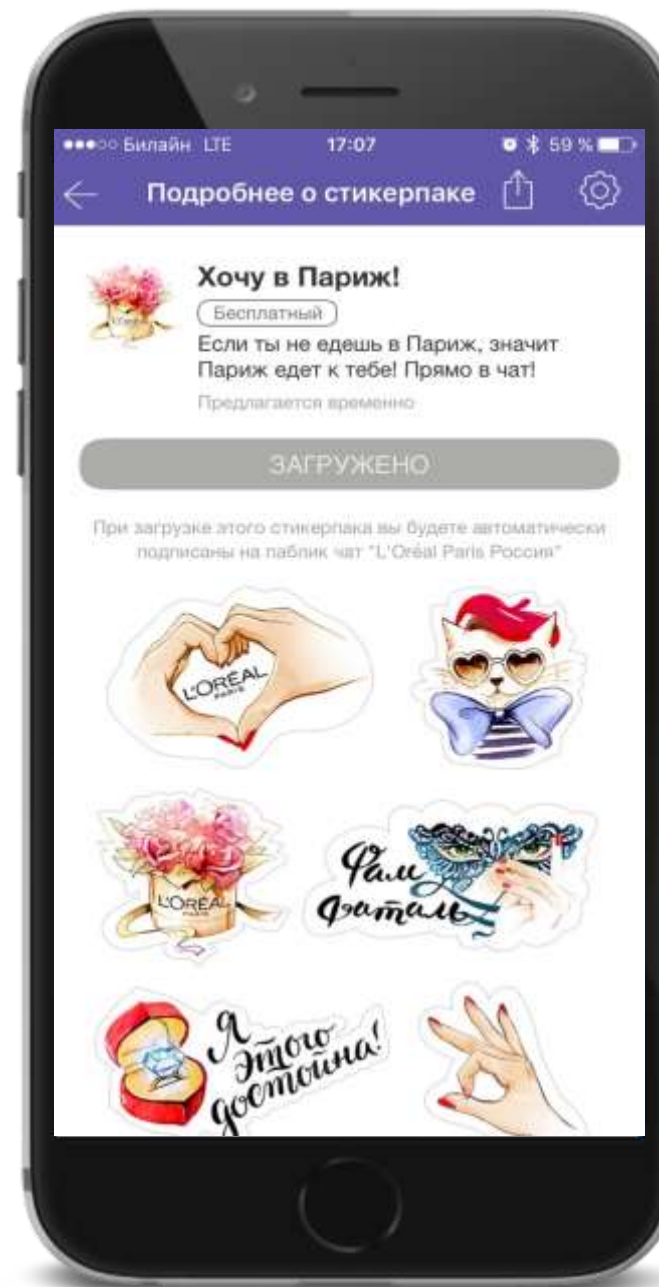 Билайн LTE 17:07 59 %
Подробнее о стикерпаке
Хочу в Париж!
Бесплатный
Если ты не едешь в Париж, значит
Париж едет к тебе! Прямо в чат!
Предлагается временно
ЗАГРУЖЕНО
При загрузке этого стикерпака вы будете автоматически
подписаны на паблик чат "L'Oréal Paris Россия"
L'ORÉAL
PARIS
L'ORÉAL
PARIS
Фам
Фаталь
Я
этого
достойна!